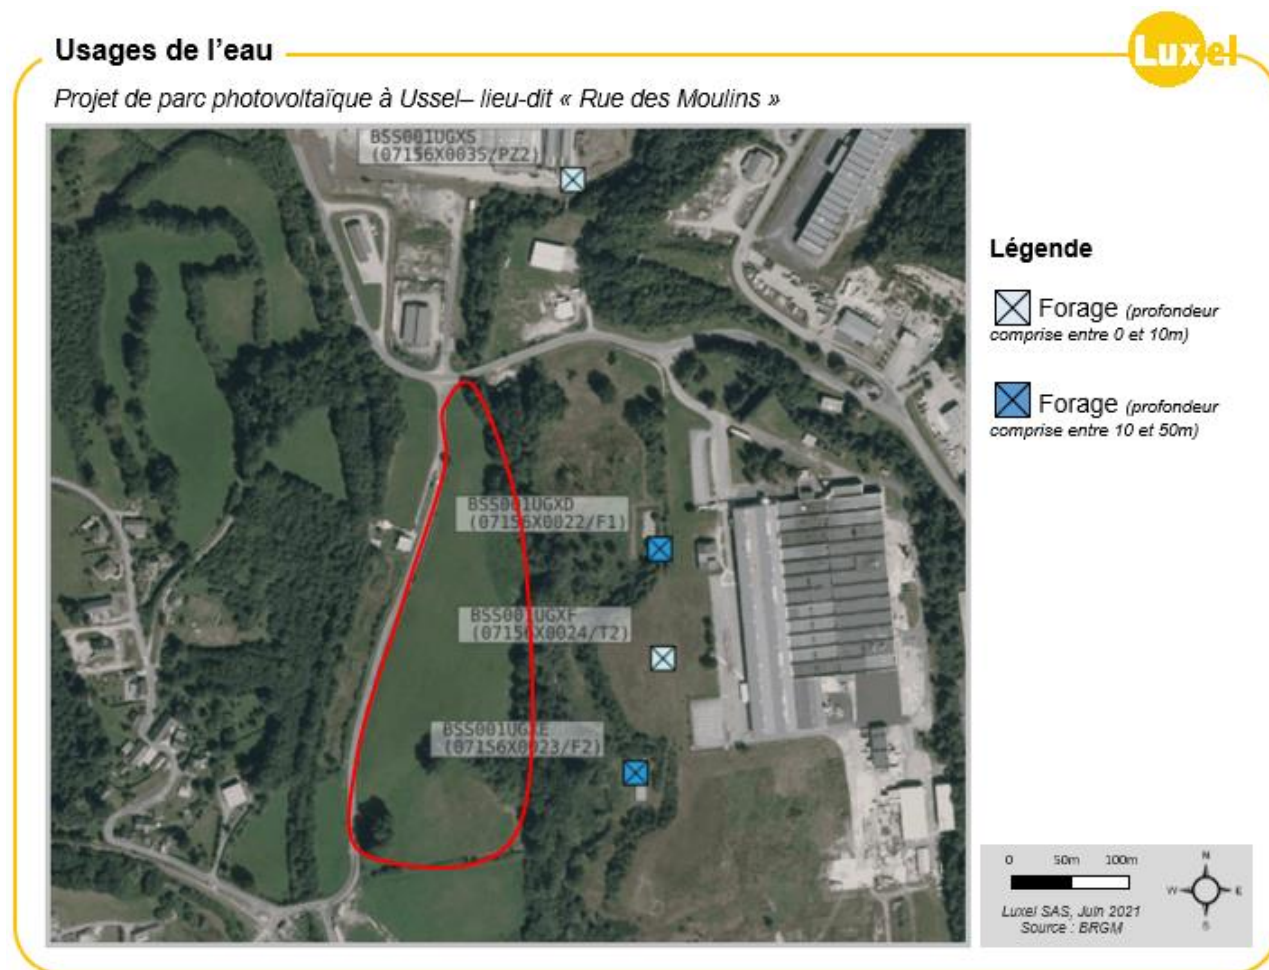 Usages de l'eau
Luxel
Projet de parc photovoltaïque à Ussel– lieu-dit « Rue des Moulins »
BSS001UGXS
(07156X0035/PZ2)
BSS001UGXD
(07156X0022/F1)
BSS001UGXF
(07156X0024/T2)
BSS001UGXE
(07156X0023/F2)
Légende
Forage (profondeur
comprise entre 0 et 10m)
Forage (profondeur
comprise entre 10 et 50m)
0 50m 100m
N
W E
S
Luxel SAS, Juin 2021
Source : BRGM